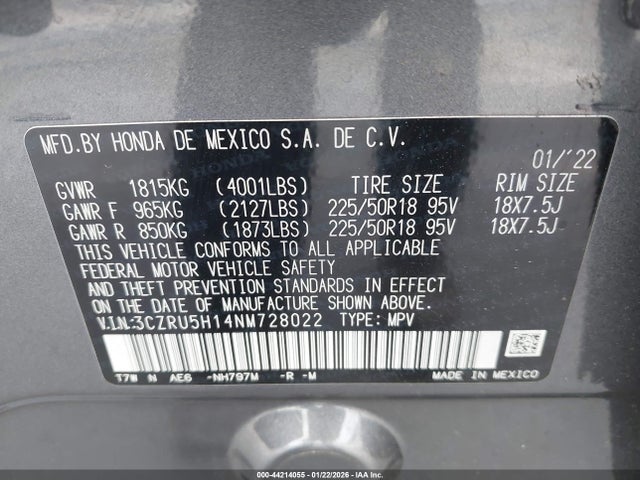 MFD.BY HONDA DE MEXICO S.A. DE C.V.
01/'22
GVWR 1815KG (4001LBS) TIRE SIZE RIM SIZE
GAWR F 965KG (2127LBS) 225/50R18 95V 18X7.5J
GAWR R 850KG (1873LBS) 225/50R18 95V 18X7.5J
THIS VEHICLE CONFORMS TO ALL APPLICABLE
FEDERAL MOTOR VEHICLE SAFETY
AND THEFT PREVENTION STANDARDS IN EFFECT
ON THE DATE OF MANUFACTURE SHOWN ABOVE.
V.I.N.:3CZRU5H14NM728022 TYPE: MPV
T7W N AE6 -NH797M -R -M MADE IN MEXICO
000-44214055 | 01/22/2026 | Copyright: © IAA Inc.